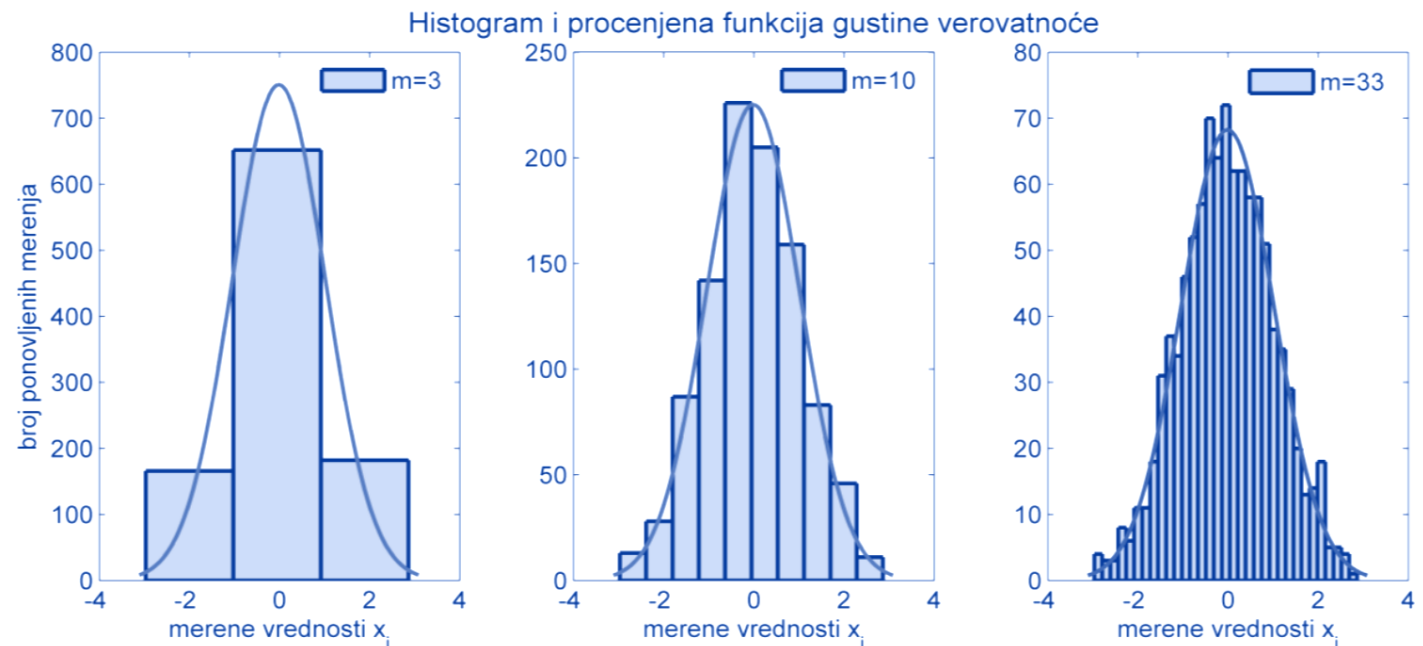 Histogram i procenjena funkcija gustine verovatnoće
broj ponovljenih merenja
800
700
600
500
400
300
200
100
0
-4 -2 0 2 4
merene vrednosti xi
m=3
250
200
150
100
50
0
-4 -2 0 2 4
merene vrednosti xi
m=10
80
70
60
50
40
30
20
10
0
-4 -2 0 2 4
merene vrednosti xi
m=33